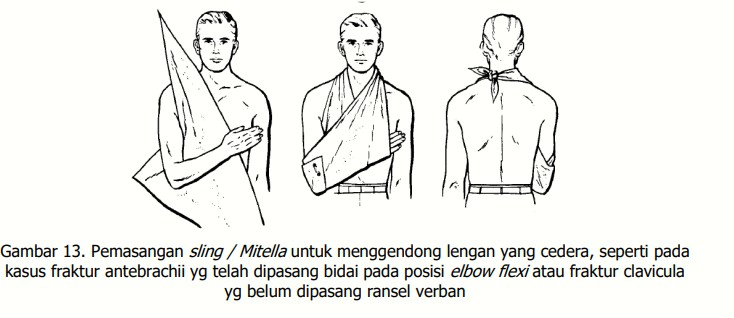 Gambar 13. Pemasangan sling / Mitella untuk menggendong lengan yang cedera, seperti pada
kasus fraktur antebrachii yg telah dipasang bidai pada posisi elbow flexi atau fraktur clavicula
yg belum dipasang ransel verban